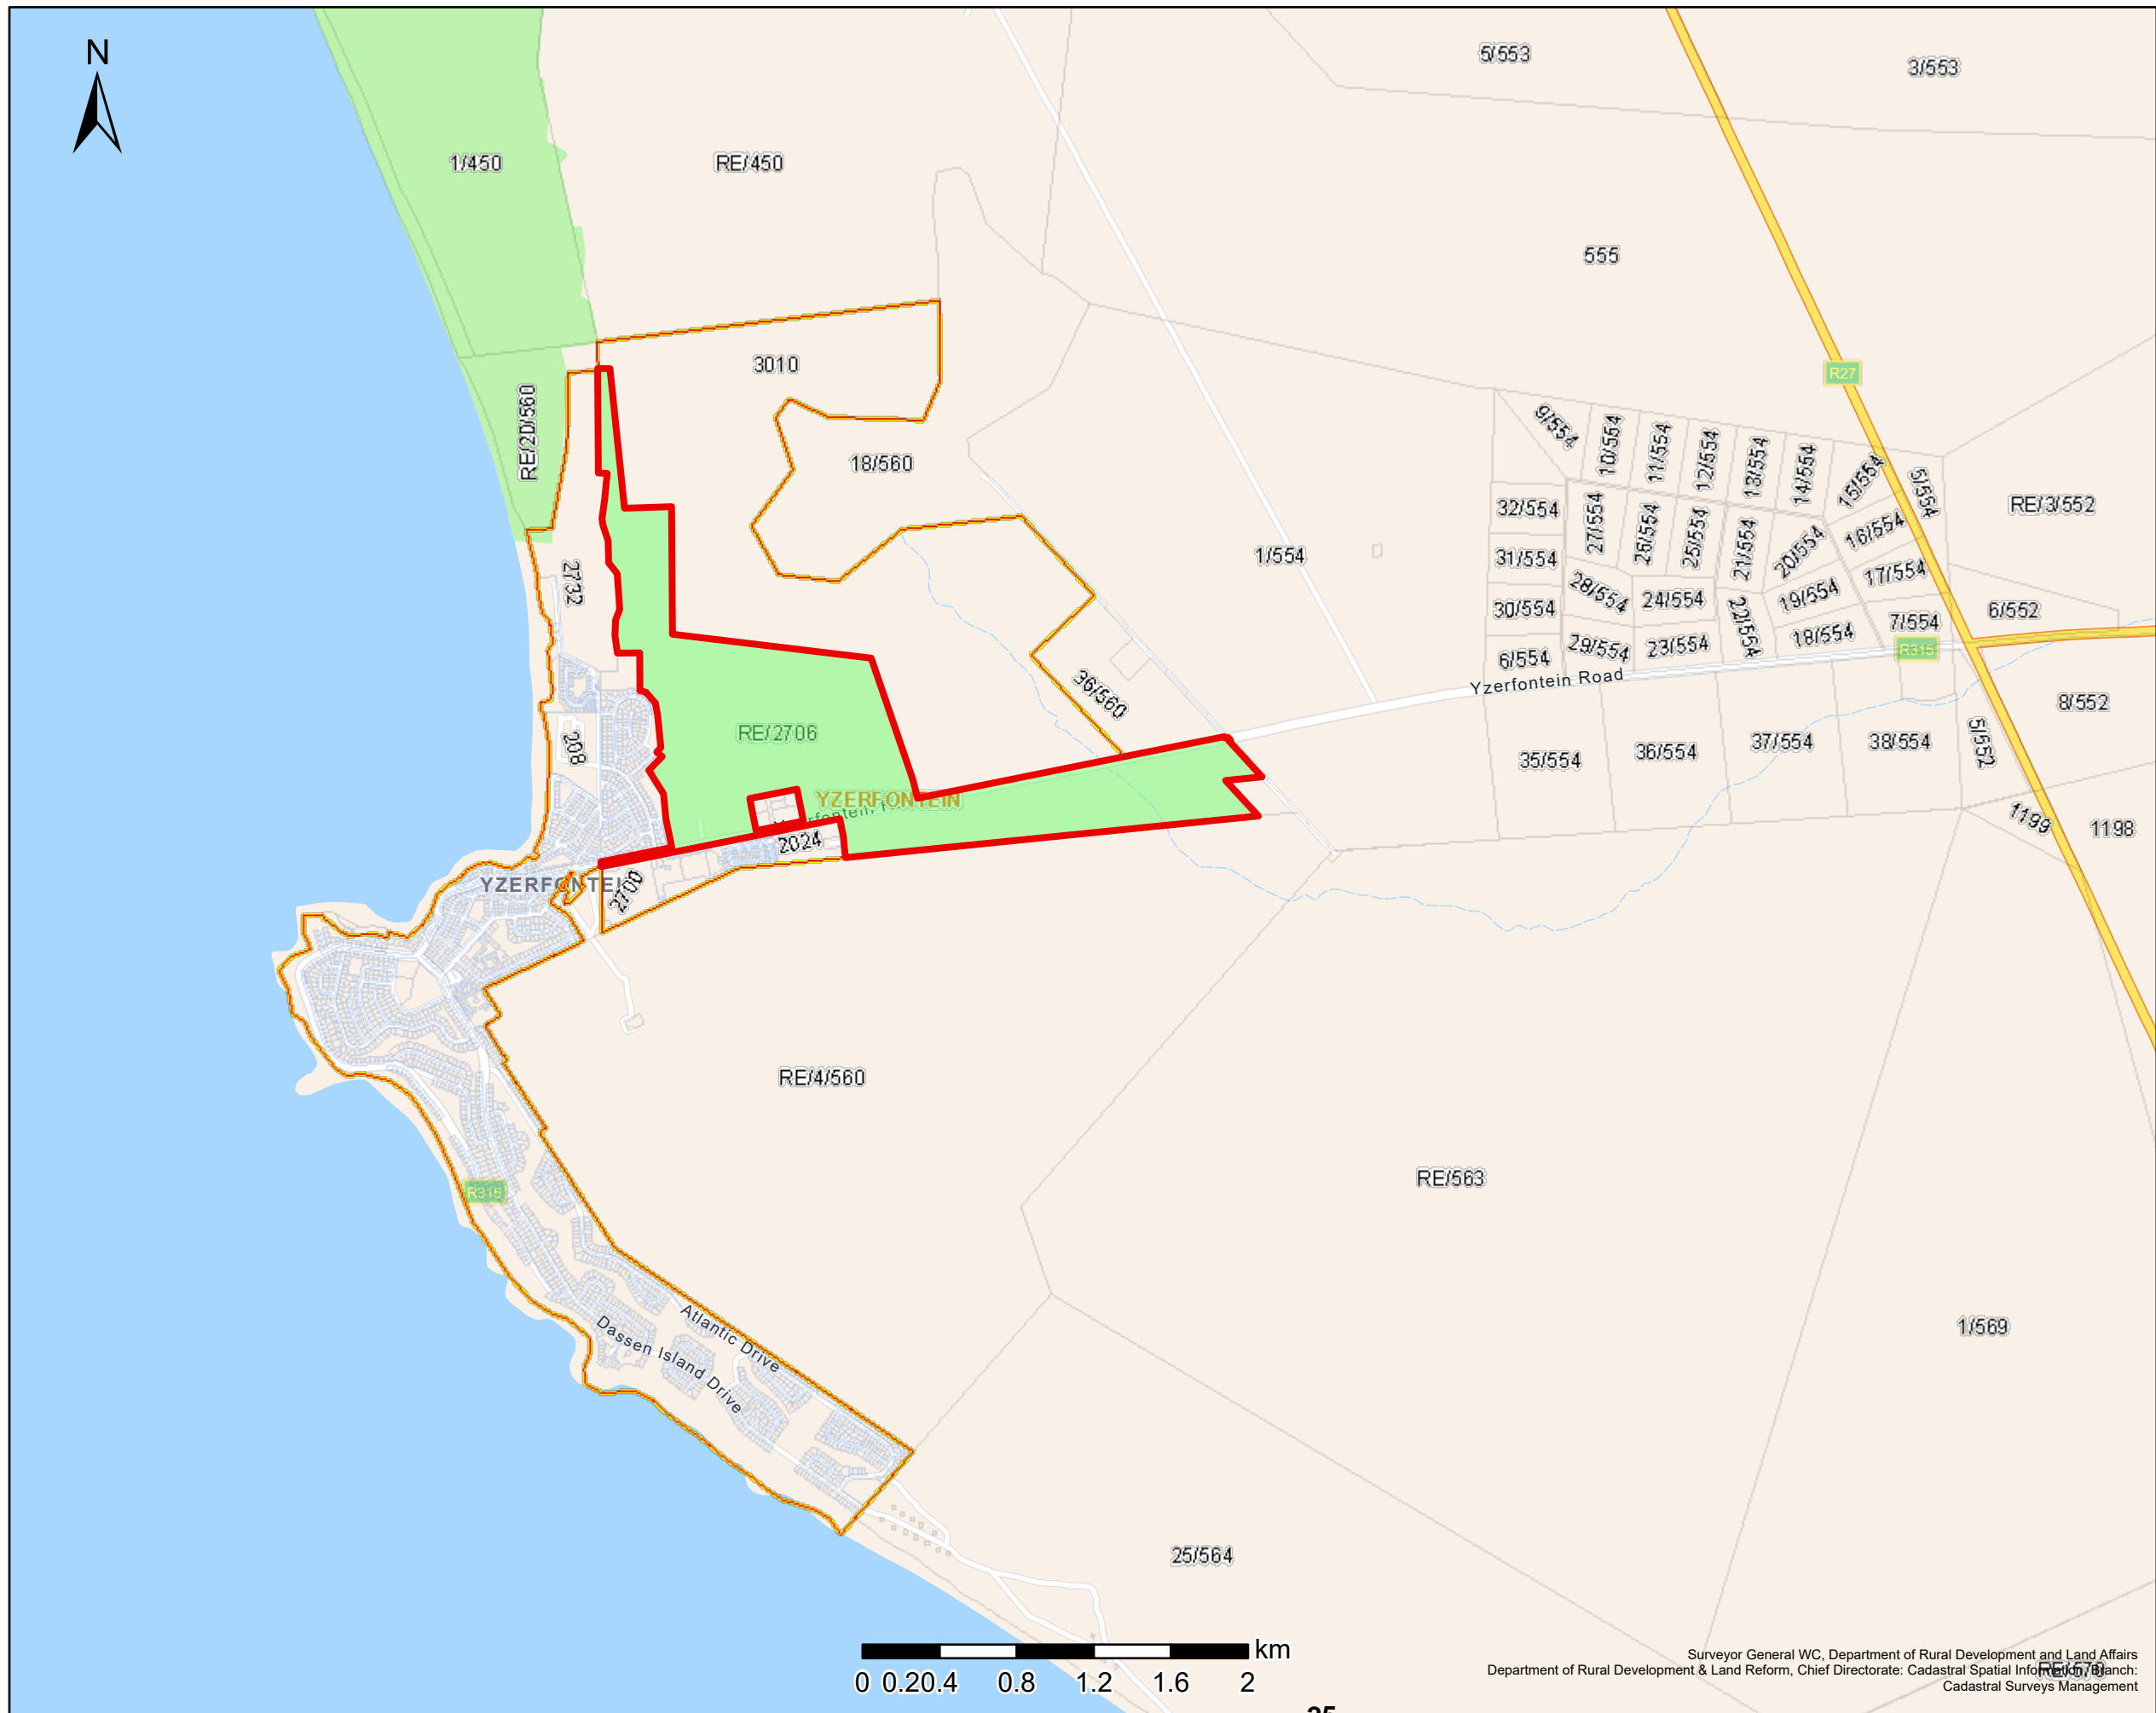 N
5/553
3/553
1/450
RE/450
555
R27
3010
RE/20/560
18/560
9/554
10/554
11/554
12/554
13/554
14/554
15/554
5/554
RE/3/552
32/554
27/554
26/554
25/554
21/554
20/554
16/554
31/554
1/554
17/554
2732
28/554
24/554
22/554
19/554
30/554
6/552
7/554
18/554
R315
29/554
23/554
6/554
Yzerfontein Road
36/560
8/552
RE/2706
208
35/554
36/554
37/554
38/554
5/552
YZERFONTEIN
2024
1199
1198
YZERFONTEI
2700
RE/4/560
RE/563
R315
1/569
Atlantic Drive
Dassen Island Drive
25/564
km
0 0.20.4 0.8 1.2 1.6 2
Surveyor General WC, Department of Rural Development and Land Affairs
Department of Rural Development & Land Reform, Chief Directorate: Cadastral Spatial Information, Branch:
Cadastral Surveys Management